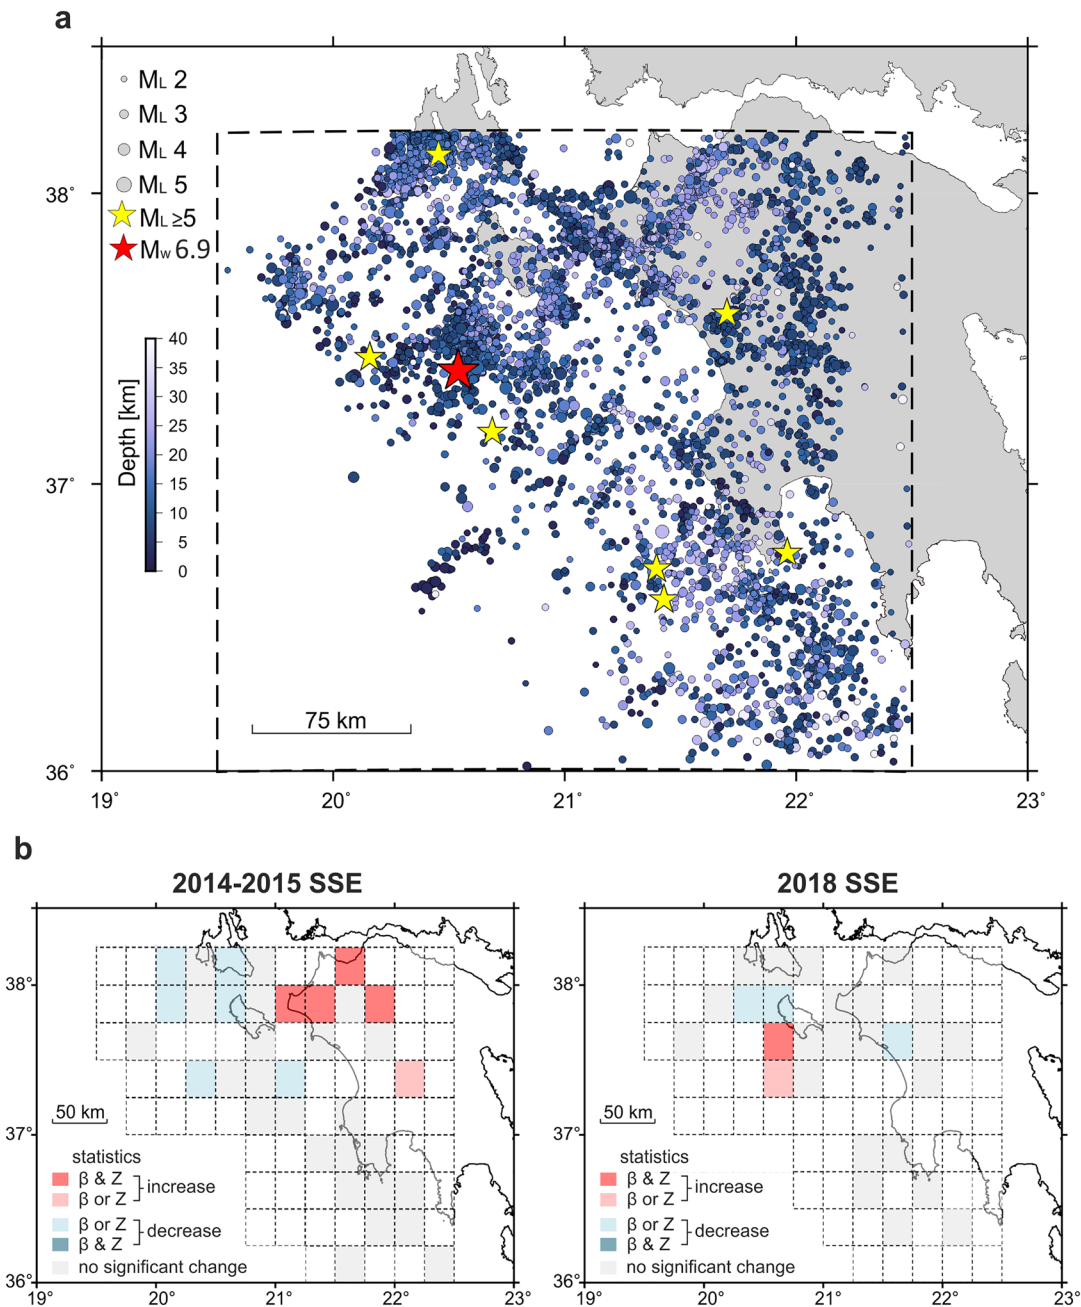 a
ML 2
ML 3
ML 4
ML 5
ML ≥5
Mw 6.9
38°
37°
36°
Depth [km]
40
35
30
25
20
15
10
5
0
75 km
19° 20° 21° 22° 23°
b
2014-2015 SSE
38°
37°
36°
50 km
statistics
β & Z
β or Z
increase
β or Z
β & Z
decrease
no significant change
19° 20° 21° 22° 23°
2018 SSE
38°
37°
36°
50 km
statistics
β & Z
β or Z
increase
β or Z
β & Z
decrease
no significant change
19° 20° 21° 22° 23°